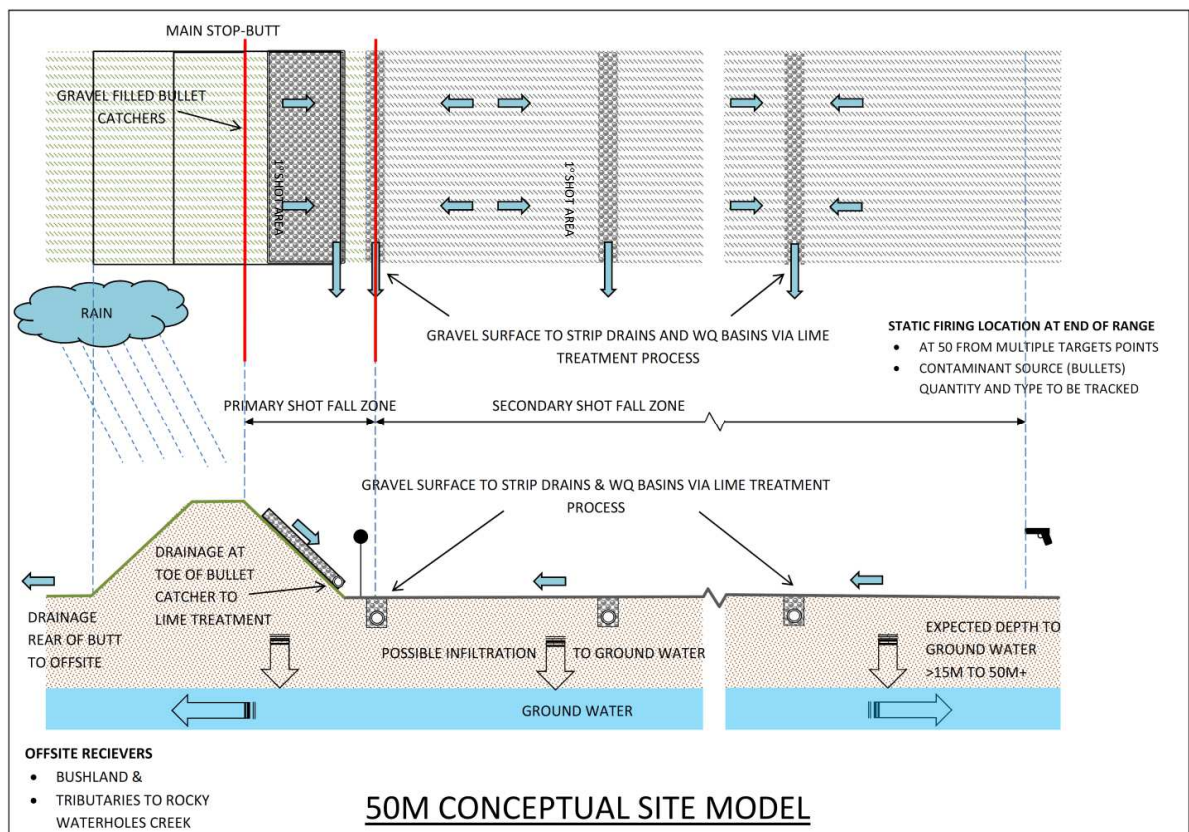 MAIN STOP-BUTT
GRAVEL FILLED BULLET
CATCHERS
1° SHOT AREA
1° SHOT AREA
RAIN
GRAVEL SURFACE TO STRIP DRAINS AND WQ BASINS VIA LIME
TREATMENT PROCESS
STATIC FIRING LOCATION AT END OF RANGE
• AT 50 FROM MULTIPLE TARGETS POINTS
• CONTAMINANT SOURCE (BULLETS)
QUANTITY AND TYPE TO BE TRACKED
PRIMARY SHOT FALL ZONE
SECONDARY SHOT FALL ZONE
GRAVEL SURFACE TO STRIP DRAINS & WQ BASINS VIA LIME TREATMENT
PROCESS
DRAINAGE AT
TOE OF BULLET
CATCHER TO
LIME TREATMENT
DRAINAGE
REAR OF BUTT
TO OFFSITE
POSSIBLE INFILTRATION TO GROUND WATER
EXPECTED DEPTH TO
GROUND WATER
>15M TO 50M+
GROUND WATER
OFFSITE RECIEVERS
• BUSHLAND &
• TRIBUTARIES TO ROCKY
WATERHOLES CREEK
50M CONCEPTUAL SITE MODEL